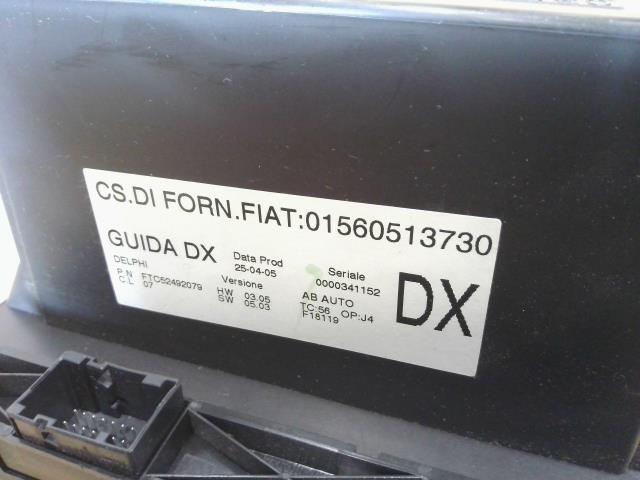 CS.DI FORN.FIAT:01560513730
GUIDA DX Data Prod 25-04-05 Seriale 0000341152 DX
DELPHI
P.N FTC52492079 Versione AB AUTO
C.L 07 HW 03.05 TC:56 OP:J4
SW 05.03 F18119